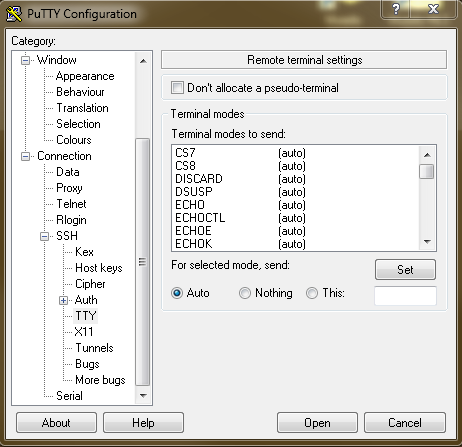 PuTTY Configuration
Category:
Window
Appearance
Behaviour
Translation
Selection
Colours
Connection
Data
Proxy
Telnet
Rlogin
SSH
Kex
Host keys
Cipher
Auth
TTY
X11
Tunnels
Bugs
More bugs
Serial
Remote terminal settings
Don't allocate a pseudo-terminal
Terminal modes
Terminal modes to send:
CS7 (auto)
CS8 (auto)
DISCARD (auto)
DSUSP (auto)
ECHO (auto)
ECHOCTL (auto)
ECHOE (auto)
ECHOK (auto)
For selected mode, send:
Set
Auto Nothing This:
About Help Open Cancel